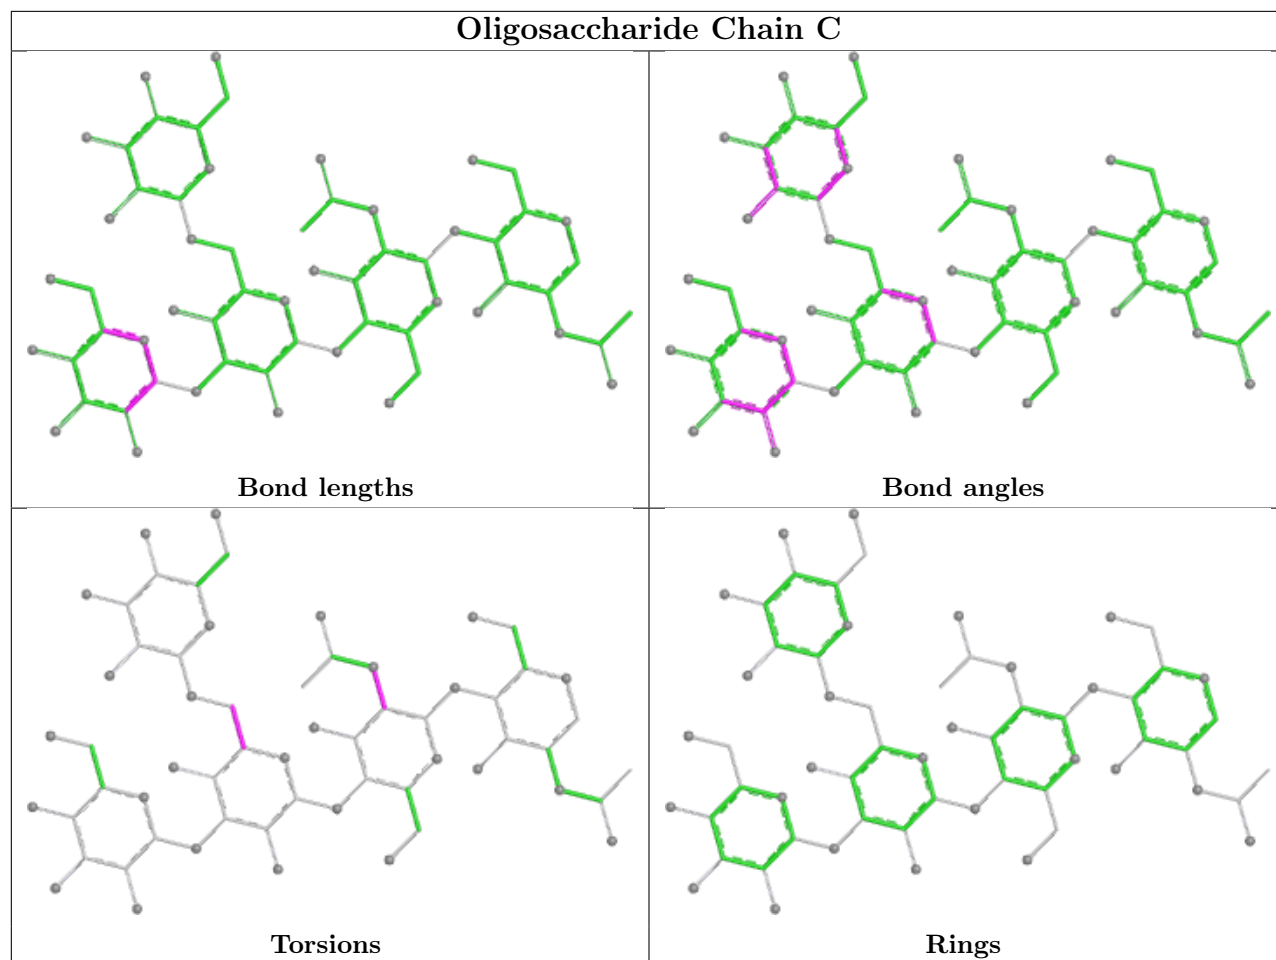 Oligosaccharide Chain C
Bond lengths
Bond angles
Torsions
Rings